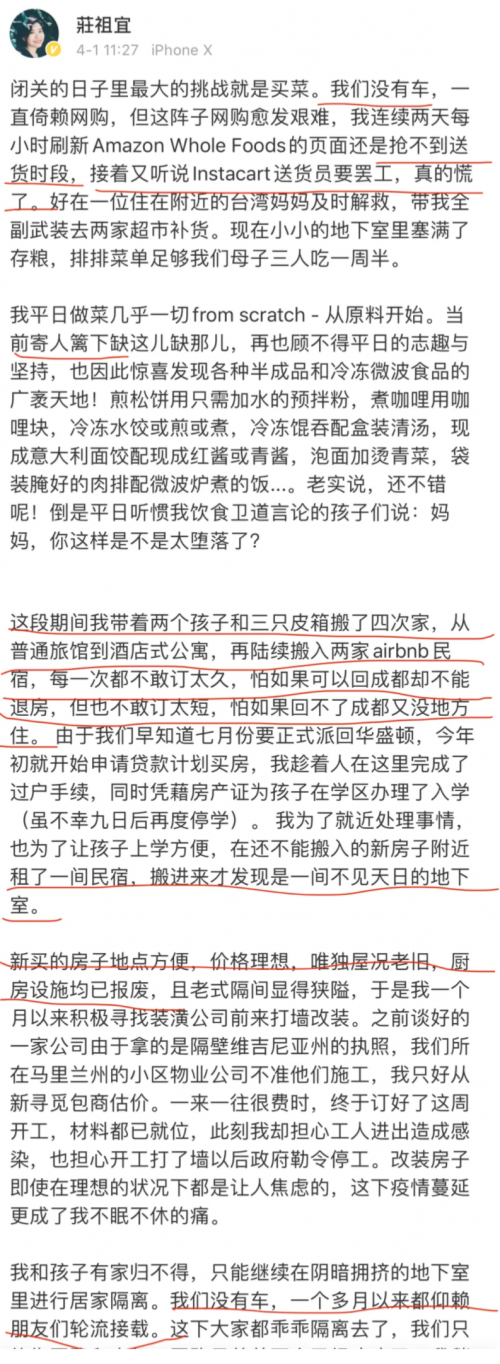 莊祖宜
4-1 11:27 iPhone X
闭关的日子里最大的挑战就是买菜。我们没有车，一
直倚赖网购，但这阵子网购愈发艰难，我连续两天每
小时刷新Amazon Whole Foods的页面还是抢不到送
货时段，接着又听说Instacart送货员要罢工，真的慌
了。好在一位住在附近的台湾妈妈及时解救，带我全
副武装去两家超市补货。现在小小的地下室里塞满了
存粮，排排菜单足够我们母子三人吃一周半。
我平日做菜几乎一切from scratch - 从原料开始。当
前寄人篱下缺这儿缺那儿，再也顾不得平日的志趣与
坚持，也因此惊喜发现各种半成品和冷冻微波食品的
广袤天地！煎松饼用只需加水的预拌粉，煮咖哩用咖
哩块，冷冻水饺或煎或煮，冷冻馄吞配盒装清汤，现
成意大利面饺配现成红酱或青酱，泡面加烫青菜，袋
装腌好的肉排配微波炉煮的饭...。老实说，还不错
呢！倒是平日听惯我饮食卫道言论的孩子们说：妈
妈，你这样是不是太堕落了？
这段期间我带着两个孩子和三只皮箱搬了四次家，从
普通旅馆到酒店式公寓，再陆续搬入两家airbnb民
宿，每一次都不敢订太久，怕如果可以回成都却不能
退房，但也不敢订太短，怕如果回不了成都又没地方
住。由于我们早知道七月份要正式派回华盛顿，今年
初就开始申请贷款计划买房，我趁着人在这里完成了
过户手续，同时凭藉房产证为孩子在学区办理了入学
（虽不幸九日后再度停学）。我为了就近处理事情，
也为了让孩子上学方便，在还不能搬入的新房子附近
租了一间民宿，搬进来才发现是一间不见天日的地下
室。
新买的房子地点方便，价格理想，唯独屋况老旧，厨
房设施均已报废，且老式隔间显得狭隘，于是我一个
月以来积极寻找装潢公司前来打墙改装。之前谈好的
一家公司由于拿的是隔壁维吉尼亚州的执照，我们所
在马里兰州的小区物业公司不准他们施工，我只好从
新寻觅包商估价。一来一往很费时，终于订好了这周
开工，材料都已就位，此刻我却担心工人进出造成感
染，也担心开工打了墙以后政府勒令停工。改装房子
即使在理想的状况下都是让人焦虑的，这下疫情蔓延
更成了我不眠不休的痛。
我和孩子有家归不得，只能继续在阴暗拥挤的地下室
里进行居家隔离。我们没有车，一个多月以来都仰赖
朋友们轮流接载。这下大家都乖乖隔离去了，我们只